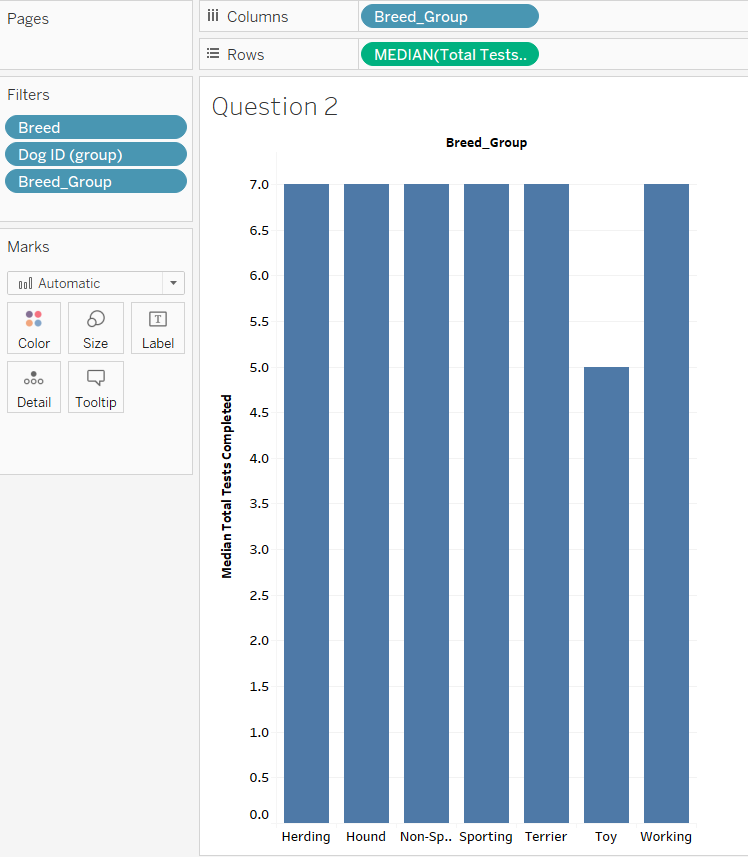 Pages
Columns
Breed_Group
Rows
MEDIAN(Total Tests..
Filters
Breed
Dog ID (group)
Breed_Group
Marks
Automatic
Color
Size
T
Label
Detail
Tooltip
Question 2
Breed_Group
Median Total Tests Completed
7.0
6.5
6.0
5.5
5.0
4.5
4.0
3.5
3.0
2.5
2.0
1.5
1.0
0.5
0.0
Herding Hound Non-Sp.. Sporting Terrier Toy Working